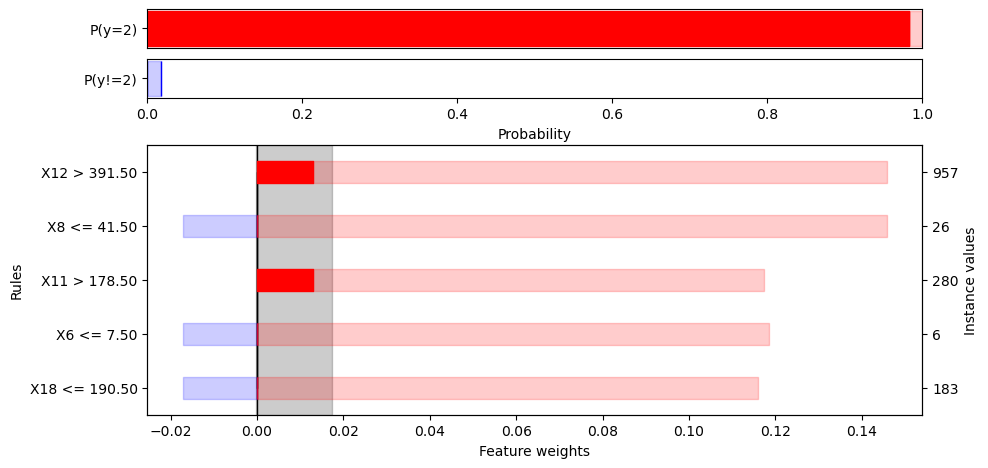 P(y=2)
P(y!=2)
0.0 0.2 0.4 0.6 0.8 1.0
Probability
Rules
X12 > 391.50 957
X8 <= 41.50 26
X11 > 178.50 280
X6 <= 7.50 6
X18 <= 190.50 183
Instance values
−0.02 0.00 0.02 0.04 0.06 0.08 0.10 0.12 0.14
Feature weights